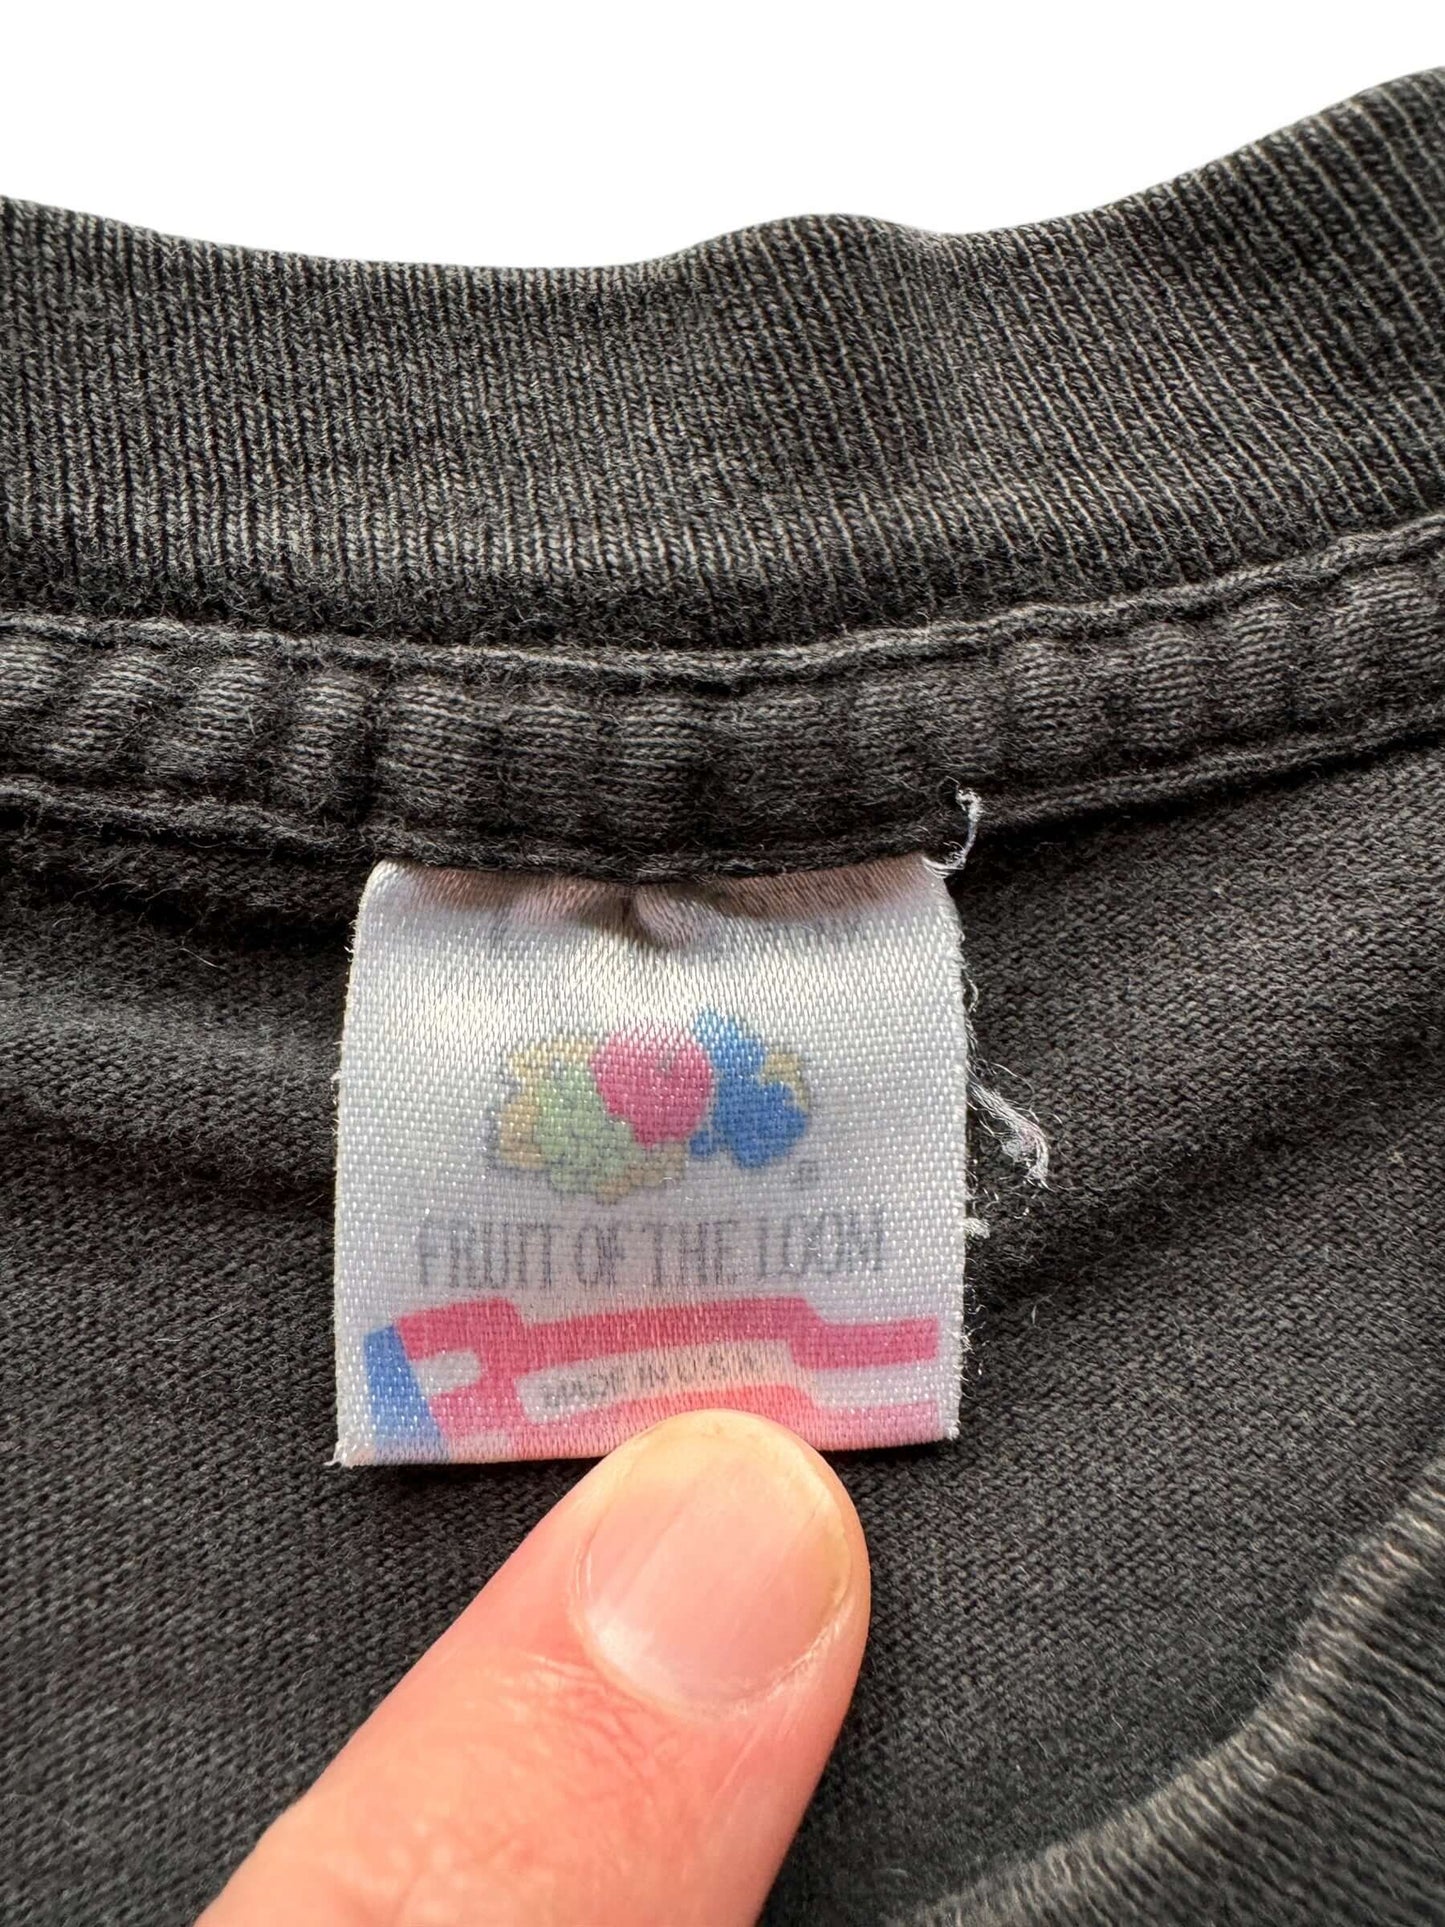 ®
FRUIT OF THE LOOM
MADE IN U.S.A.